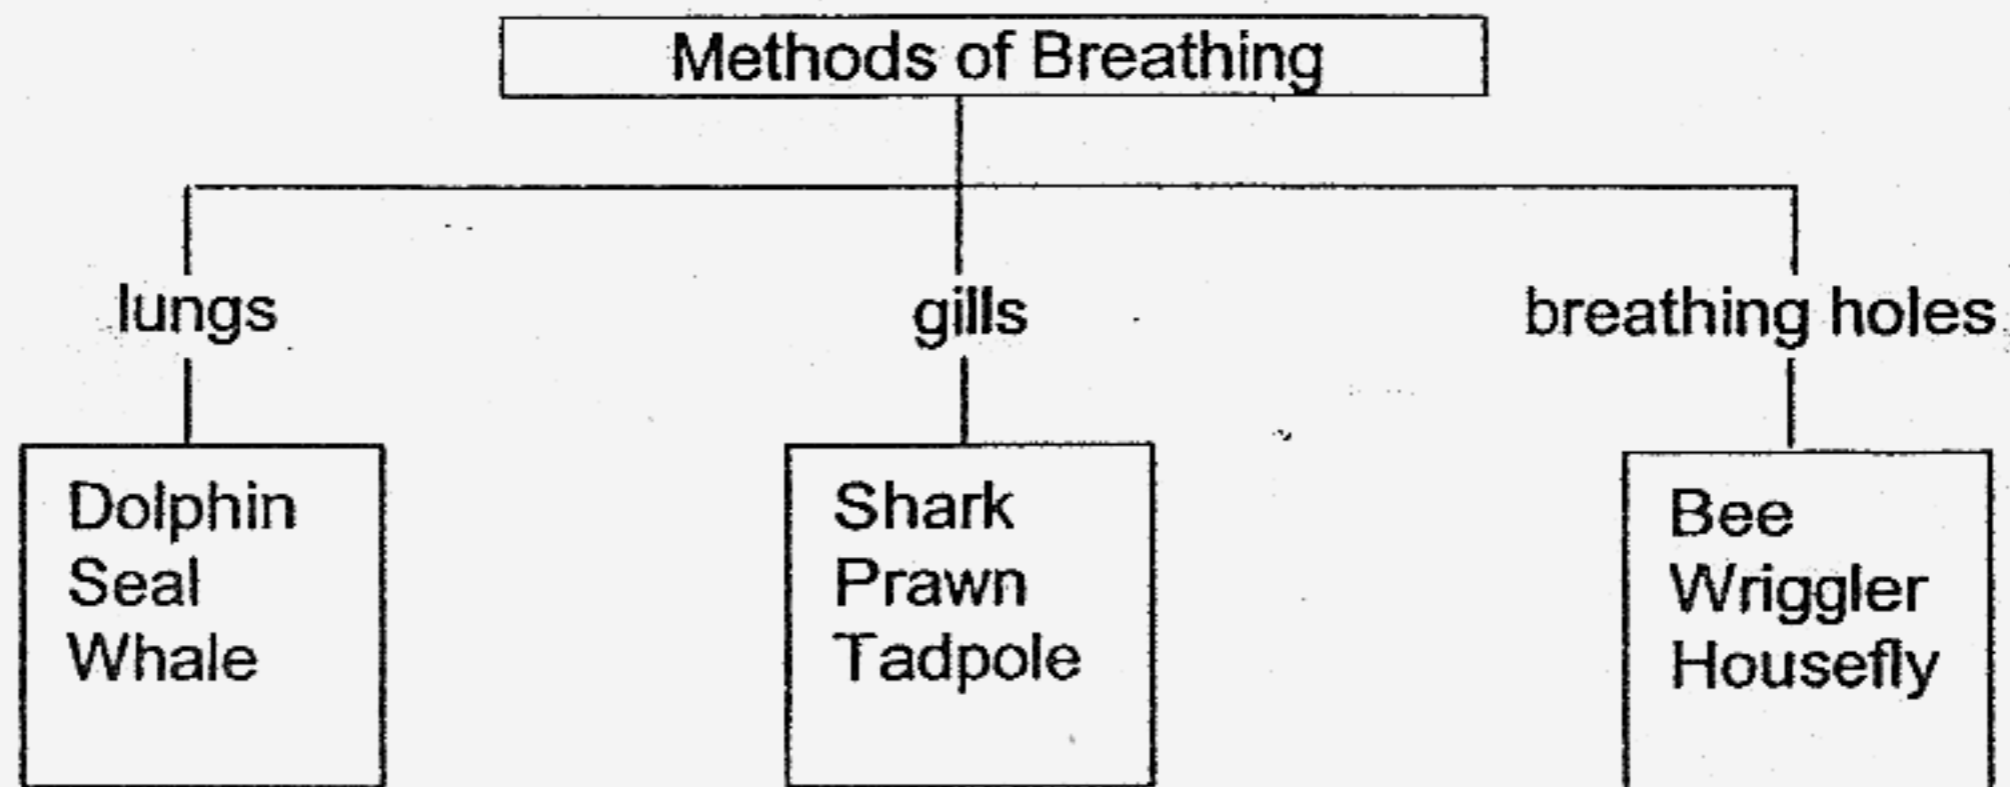 Methods of Breathing
lungs
gills
breathing holes
Dolphin
Seal
Whale
Shark
Prawn
Tadpole
Bee
Wriggler
Housefly